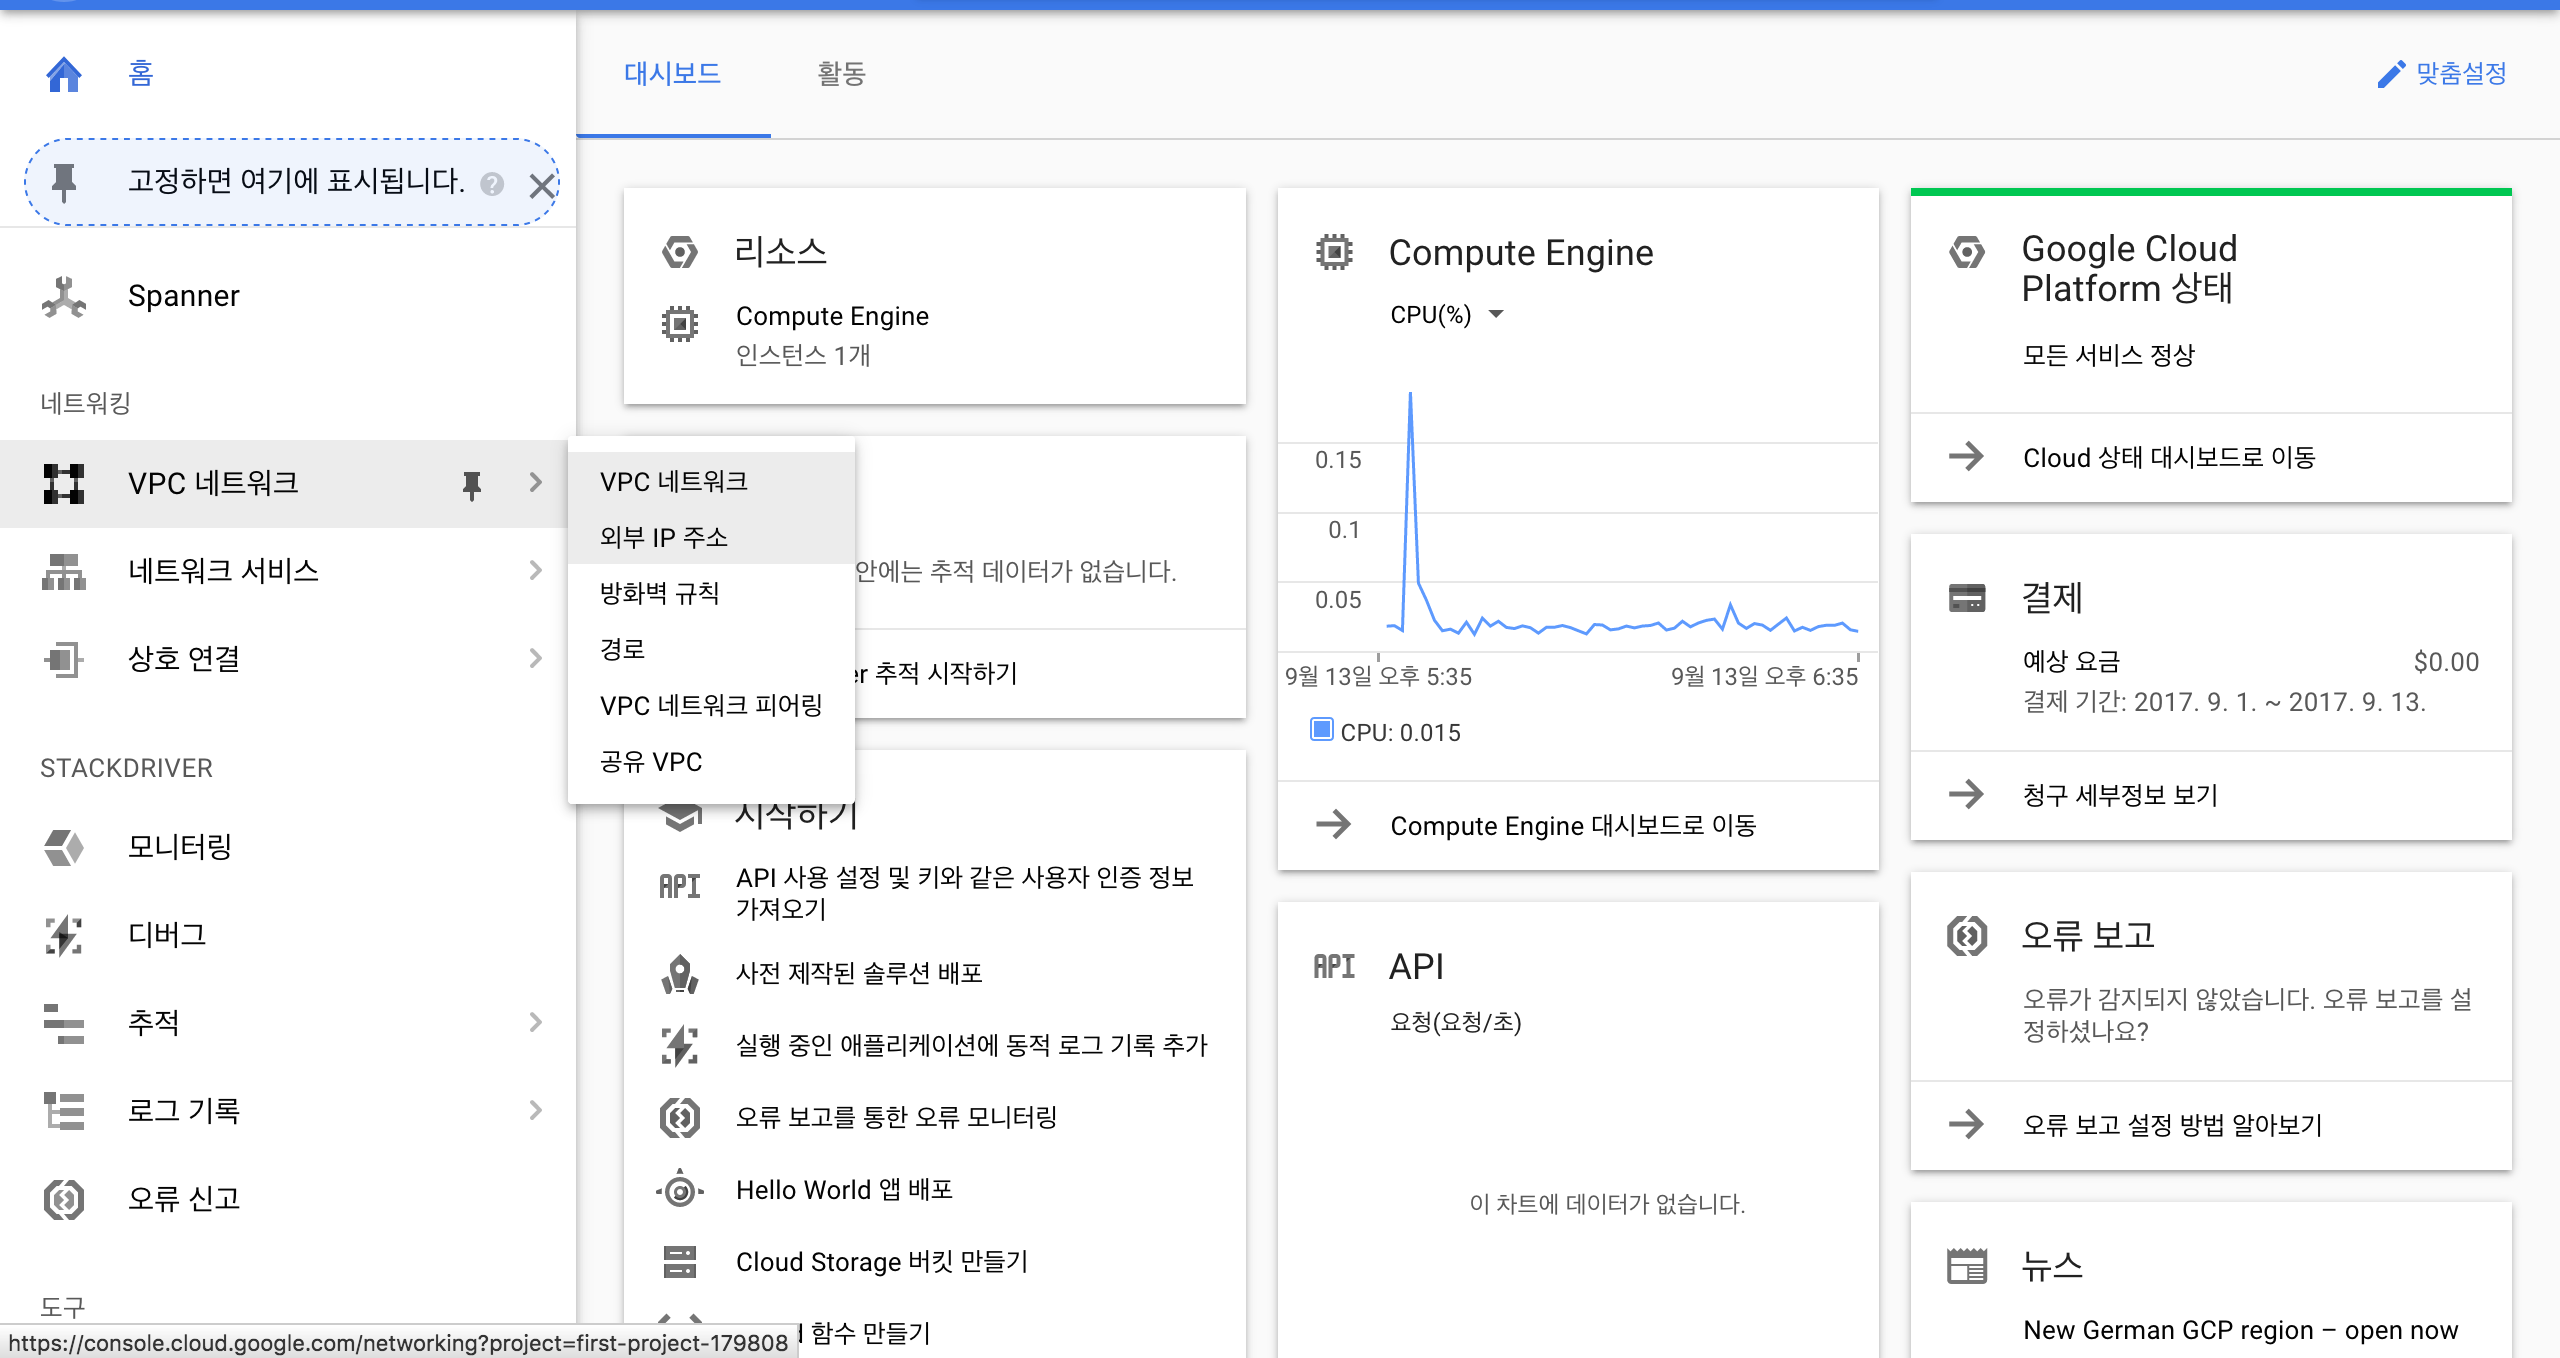 홈
고정하면 여기에 표시됩니다.
Spanner
네트워킹
VPC 네트워크
네트워크 서비스
상호 연결
STACKDRIVER
모니터링
디버그
추적
로그 기록
오류 신고
도구
https://console.cloud.google.com/networking?project=first-project-179808
VPC 네트워크
외부 IP 주소
방화벽 규칙
경로
VPC 네트워크 피어링
공유 VPC
대시보드
활동
맞춤설정
리소스
Compute Engine
인스턴스 1개
안에는 추적 데이터가 없습니다.
er 추적 시작하기
시작하기
API
API 사용 설정 및 키와 같은 사용자 인증 정보
가져오기
사전 제작된 솔루션 배포
실행 중인 애플리케이션에 동적 로그 기록 추가
오류 보고를 통한 오류 모니터링
Hello World 앱 배포
Cloud Storage 버킷 만들기
함수 만들기
Compute Engine
CPU(%)
0.15
0.1
0.05
9월 13일 오후 5:35
9월 13일 오후 6:35
CPU: 0.015
Compute Engine 대시보드로 이동
API
API
요청(요청/초)
이 차트에 데이터가 없습니다.
Google Cloud
Platform 상태
모든 서비스 정상
Cloud 상태 대시보드로 이동
결제
예상 요금
$0.00
결제 기간: 2017. 9. 1. ~ 2017. 9. 13.
청구 세부정보 보기
오류 보고
오류가 감지되지 않았습니다. 오류 보고를 설
정하셨나요?
오류 보고 설정 방법 알아보기
뉴스
New German GCP region – open now